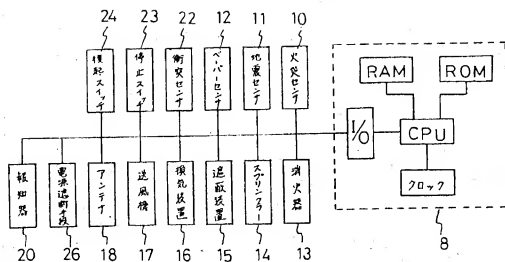 24 23 22 12 11 10
復帰スイッチ
停止スイッチ
衝突センサ
ペーパーセンサ
地震センサ
火災センサ
RAM
ROM
I/O
CPU
クロック
報知器
電源遮断手段
アンテナ
送風機
換気装置
遮蔽装置
スプリンクラー
消火器
20 26 18 17 16 15 14 13
8